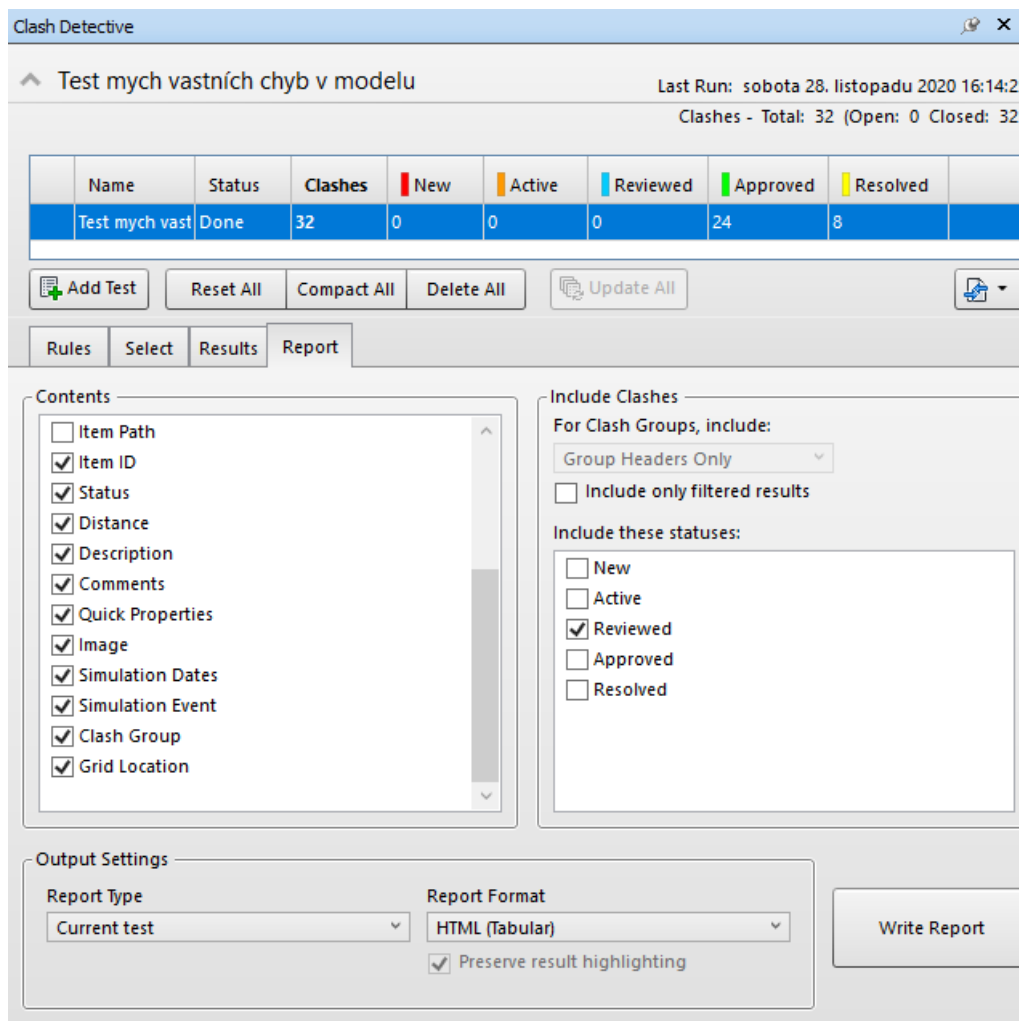 Clash Detective
Test mych vastních chyb v modelu
Last Run: sobota 28. listopadu 2020 16:14:2
Clashes - Total: 32 (Open: 0 Closed: 32
Name Status Clashes New Active Reviewed Approved Resolved
Test mych vast Done 32 0 0 0 24 8
Add Test Reset All Compact All Delete All Update All
Rules Select Results Report
Contents
Item Path
Item ID
Status
Distance
Description
Comments
Quick Properties
Image
Simulation Dates
Simulation Event
Clash Group
Grid Location
Include Clashes
For Clash Groups, include:
Group Headers Only
Include only filtered results
Include these statuses:
New
Active
Reviewed
Approved
Resolved
Output Settings
Report Type
Current test
Report Format
HTML (Tabular)
Preserve result highlighting
Write Report